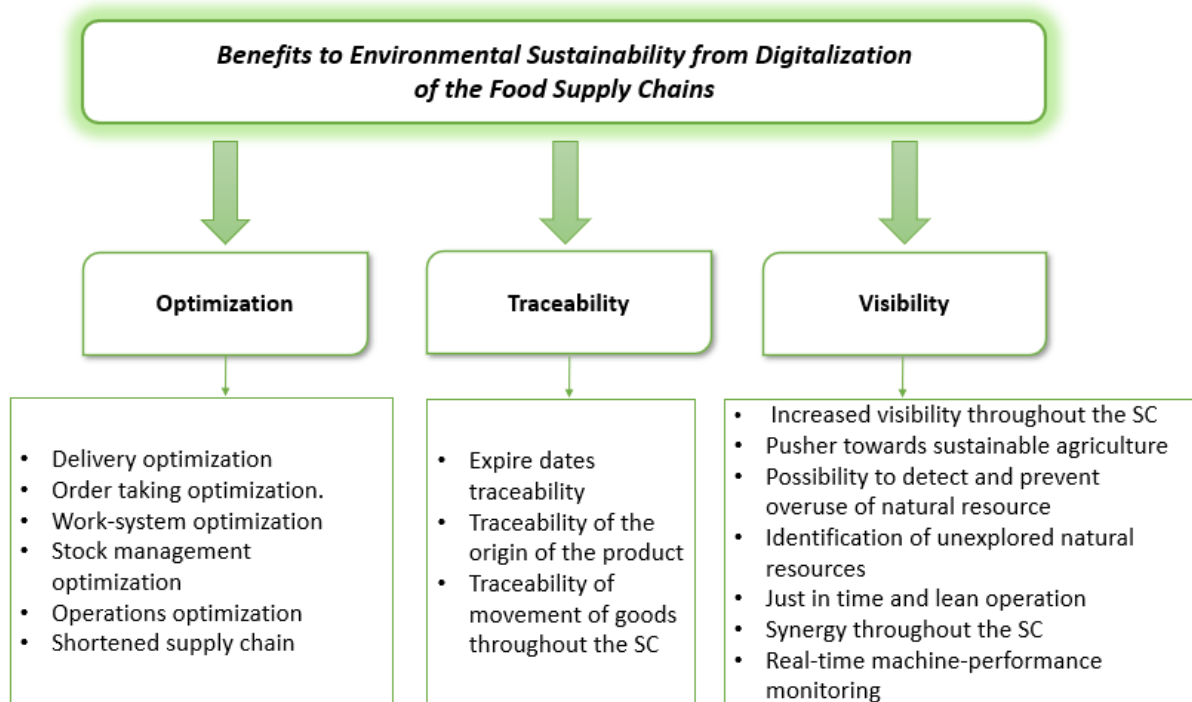 Benefits to Environmental Sustainability from Digitalization
of the Food Supply Chains
Optimization
Traceability
Visibility
• Delivery optimization
• Order taking optimization.
• Work-system optimization
• Stock management
optimization
• Operations optimization
• Shortened supply chain
• Expire dates
traceability
• Traceability of the
origin of the product
• Traceability of
movement of goods
throughout the SC
• Increased visibility throughout the SC
• Pusher towards sustainable agriculture
• Possibility to detect and prevent
overuse of natural resource
• Identification of unexplored natural
resources
• Just in time and lean operation
• Synergy throughout the SC
• Real-time machine-performance
monitoring